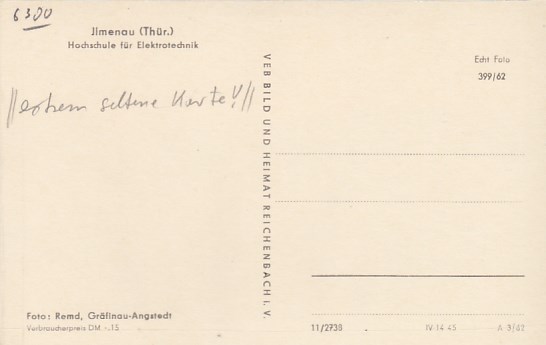 6300
Jlmenau (Thür.)
Hochschule für Elektrotechnik
Echt Foto
399/62
//extrem seltene Karte!!//
VEB BILD UND HEIMAT REICHENBACH I. V.
Foto: Remd, Gräfinau-Angstedt
Verbraucherpreis DM -.15
11/2738
IV-14-45
A 3/62